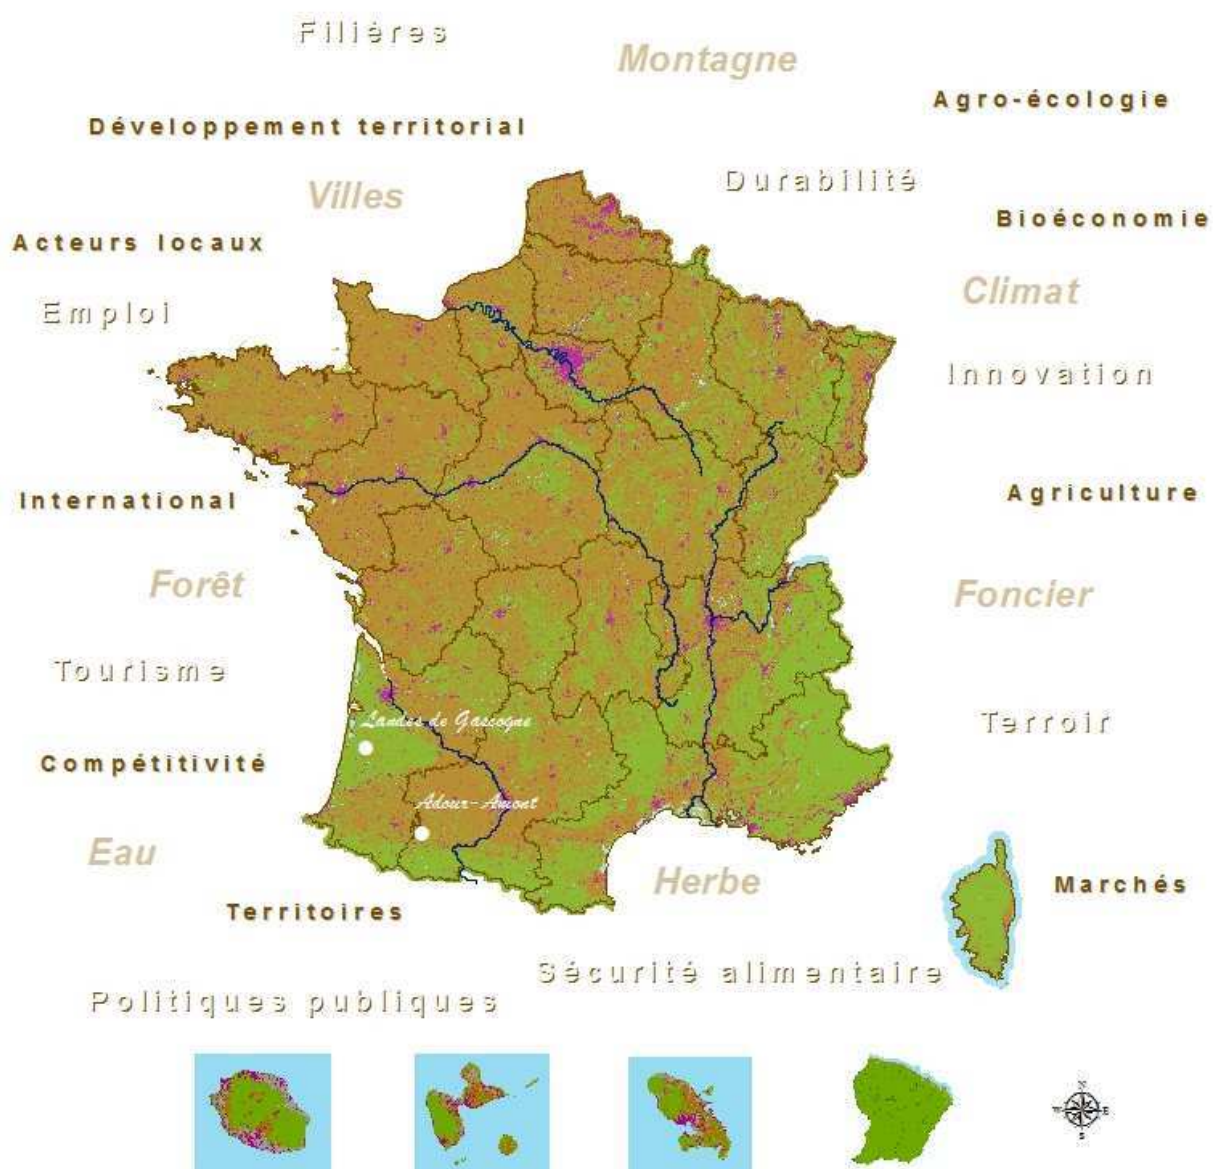 Filières
Montagne
Agro-écologie
Développement territorial
Durabilité
Villes
Bioéconomie
Acteurs locaux
Climat
Emploi
Innovation
International
Agriculture
Forêt
Foncier
Tourisme
Landes de Gascogne
Terroir
Compétitivité
Adour-Amont
Eau
Herbe
Marchés
Territoires
Sécurité alimentaire
Politiques publiques
N
W E
S